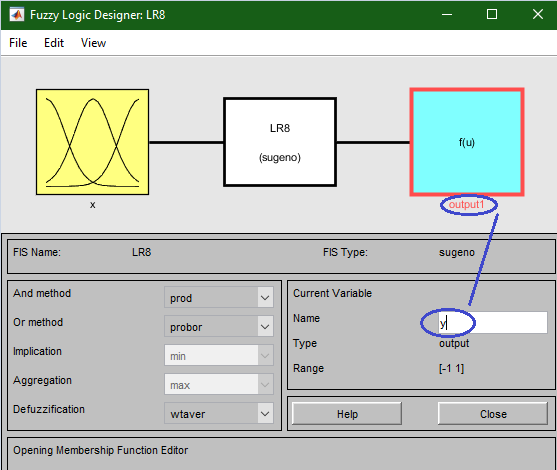 Fuzzy Logic Designer: LR8
File Edit View
LR8
(sugeno)
f(u)
x
output1
FIS Name: LR8 FIS Type: sugeno
And method prod
Or method probor
Implication min
Aggregation max
Defuzzification wtaver
Current Variable
Name y
Type output
Range [-1 1]
Help Close
Opening Membership Function Editor